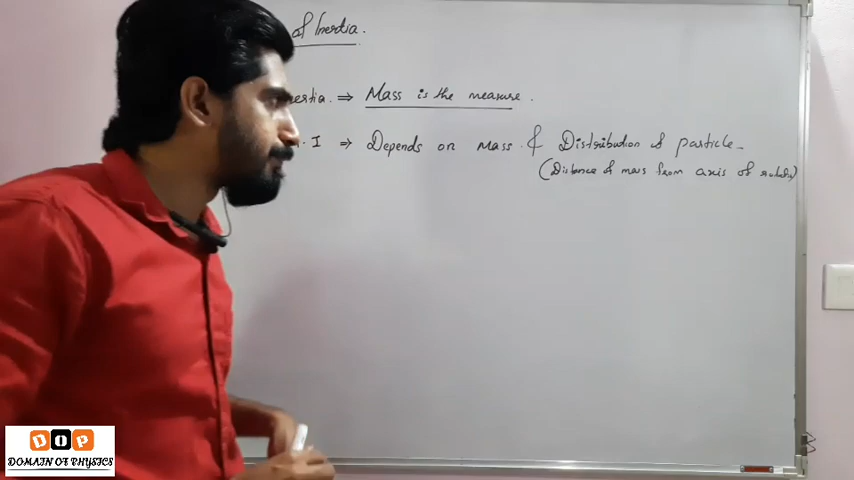 of Inertia.
ertia. ⇒ Mass is the measure.
. I ⇒ Depends on Mass & Distribution of particle.
(Distance of mass from axis of rotation)
DOP
DOMAIN OF PHYSICS